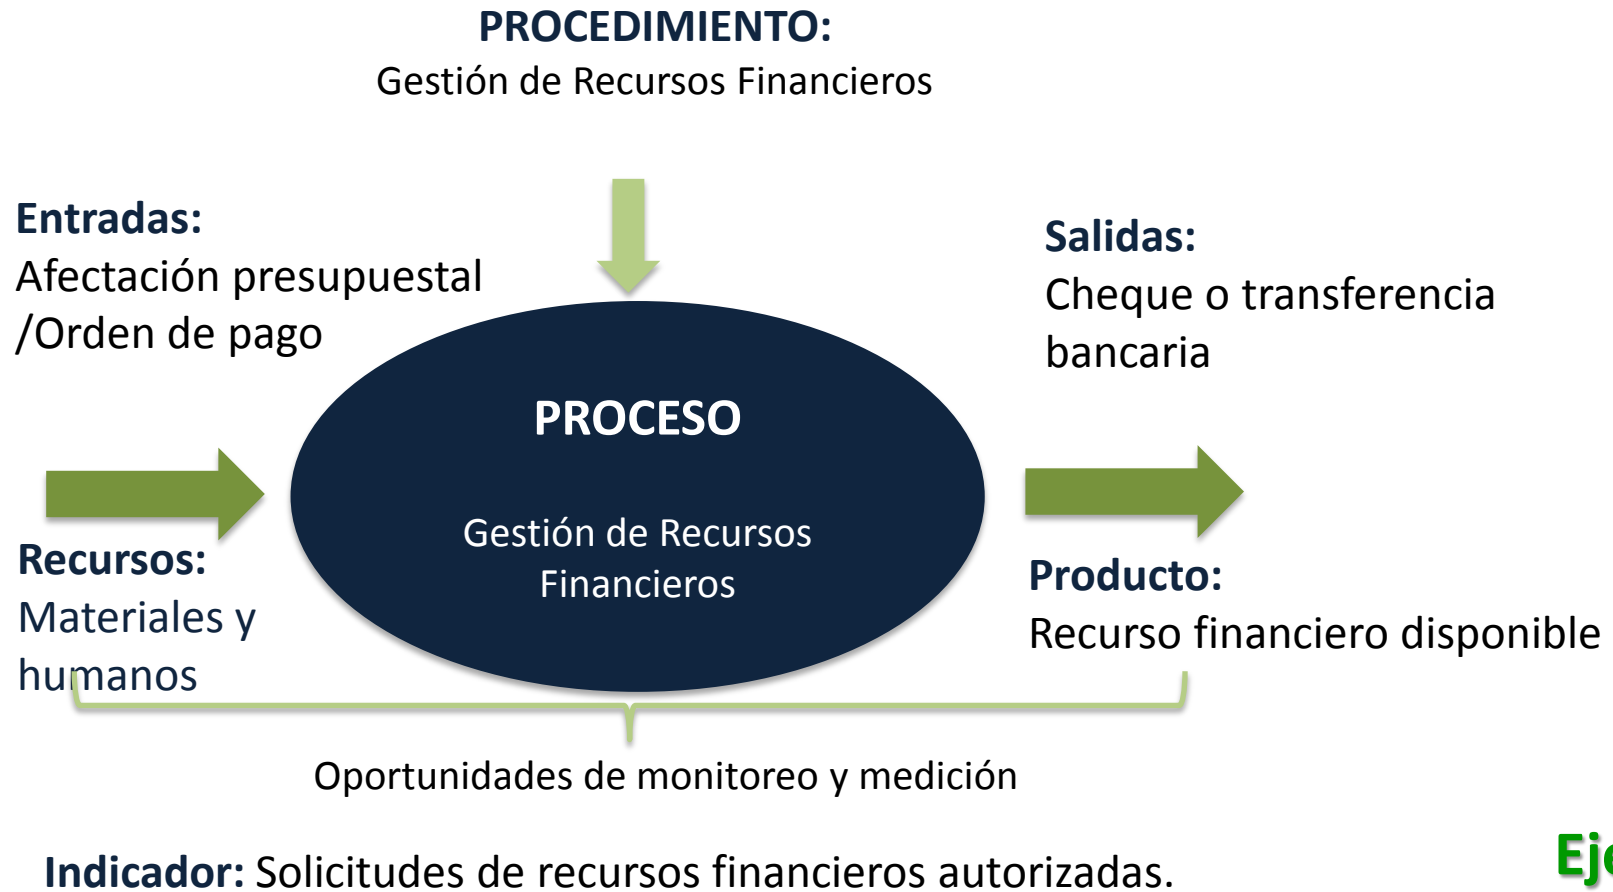 PROCEDIMIENTO:
Gestión de Recursos Financieros
Entradas:
Afectación presupuestal
/Orden de pago
Salidas:
Cheque o transferencia
bancaria
PROCESO
Gestión de Recursos
Financieros
Recursos:
Materiales y
humanos
Producto:
Recurso financiero disponible
Oportunidades de monitoreo y medición
Indicador: Solicitudes de recursos financieros autorizadas.